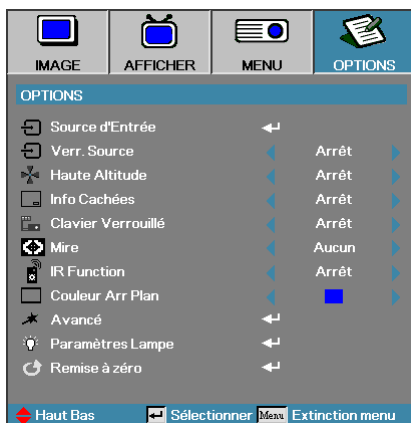 IMAGE AFFICHER MENU OPTIONS
OPTIONS
Source d'Entrée
Verr. Source Arrêt
Haute Altitude Arrêt
Info Cachées Arrêt
Clavier Verrouillé Arrêt
Mire Aucun
IR Function Arrêt
Couleur Arr Plan
Avancé
Paramètres Lampe
Remise à zéro
Haut Bas Sélectionner Menu Extinction menu